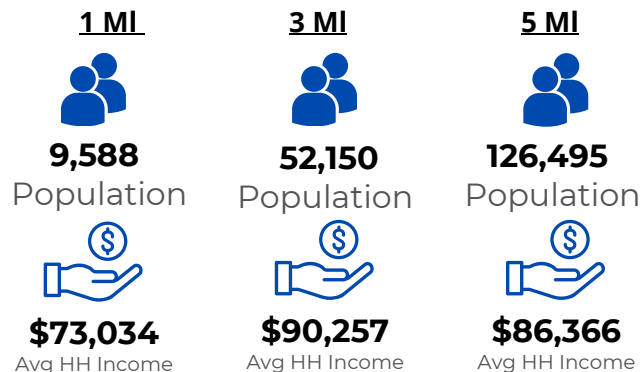 1 MI
3 MI
5 MI
$
$
$
9,588
Population
52,150
Population
126,495
Population
$73,034
Avg HH Income
$90,257
Avg HH Income
$86,366
Avg HH Income